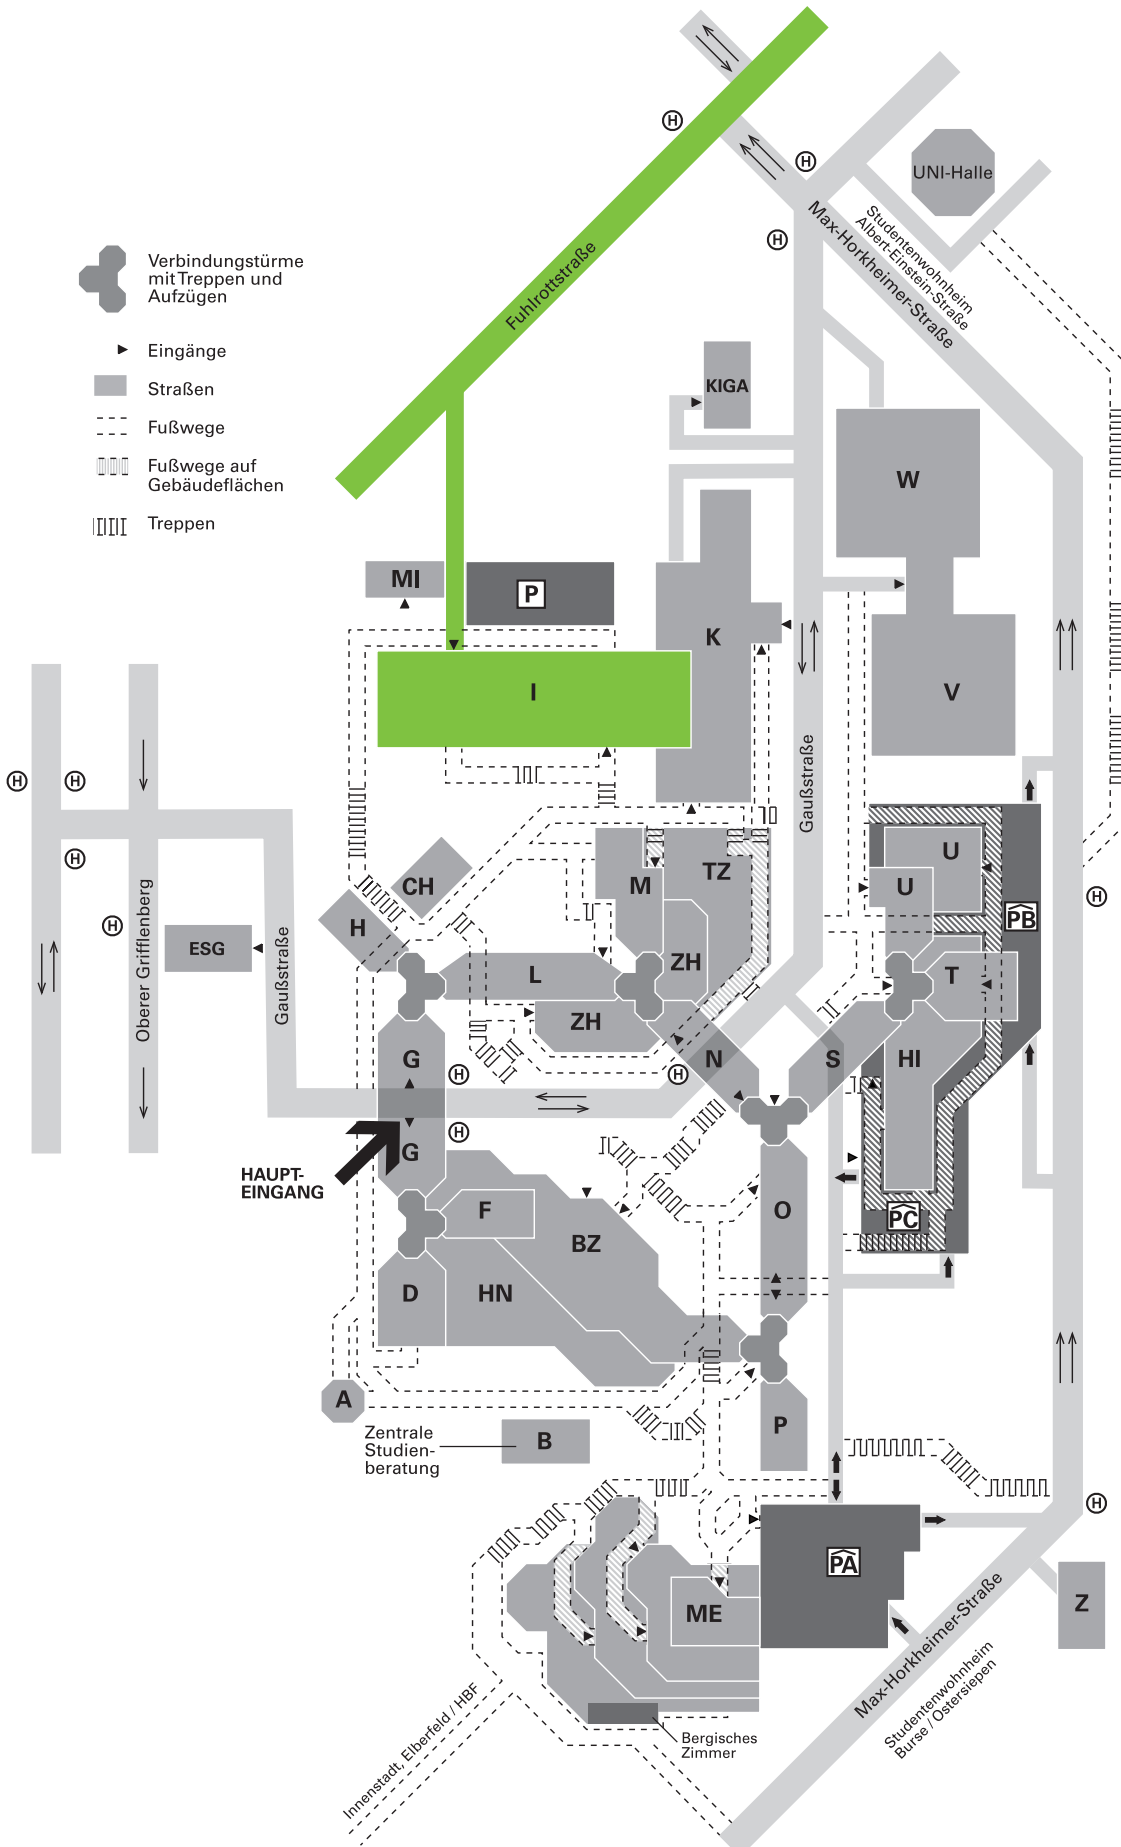 H
H
H
UNI-Halle
Max-Horkheimer-Straße
Studentenwohnheim
Albert-Einstein-Straße
Fuhlrottstraße
Verbindungstürme
mit Treppen und
Aufzügen
Eingänge
Straßen
Fußwege
Fußwege auf
Gebäudeflächen
Treppen
KIGA
W
MI
P
K
I
V
H
H
H
H
Gaußstraße
Oberer Grifflenberg
ESG
Gaußstraße
CH
H
M
TZ
U
U
PB
H
L
ZH
ZH
T
G
H
N
H
S
HI
H
G
HAUPT-
EINGANG
F
BZ
O
PC
D
HN
A
Zentrale
Studien-
beratung
B
P
H
PA
ME
Z
Max-Horkheimer-Straße
Studentenwohnheim
Burse / Ostersiepen
Bergisches
Zimmer
Innenstadt, Elberfeld / HBF